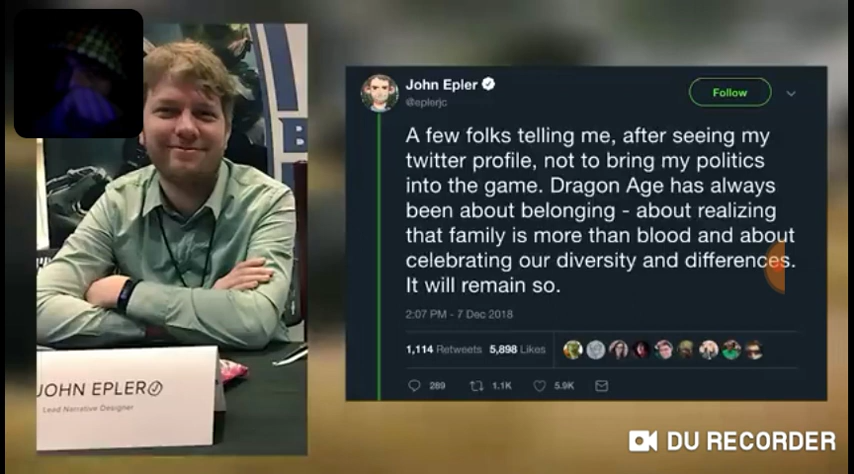 B
JOHN EPLER
Lead Narrative Designer
John Epler
@eplerjc
Follow
A few folks telling me, after seeing my
twitter profile, not to bring my politics
into the game. Dragon Age has always
been about belonging - about realizing
that family is more than blood and about
celebrating our diversity and differences.
It will remain so.
2:07 PM - 7 Dec 2018
1,114 Retweets 5,898 Likes
289 1.1K 5.9K
DU RECORDER